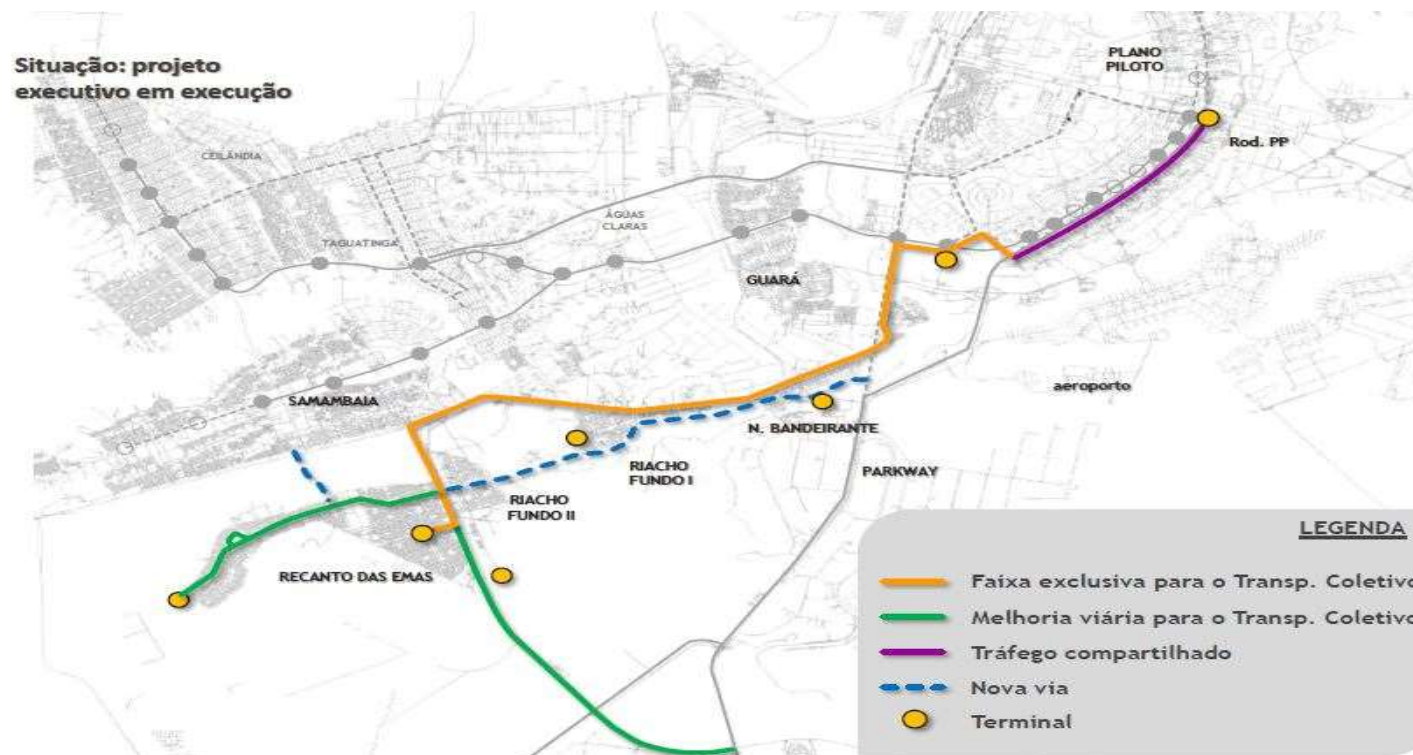 Situação: projeto
executivo em execução
PLANO
PILOTO
Rod. PP
CEILÂNDIA
TAGUATINGA
ÁGUAS
CLARAS
GUARÁ
aeroporto
SAMAMBAIA
N. BANDEIRANTE
RIACHO
FUNDO I
PARKWAY
RIACHO
FUNDO II
RECANTO DAS EMAS
LEGENDA
Faixa exclusiva para o Transp. Coletivo
Melhoria viária para o Transp. Coletivo
Tráfego compartilhado
Nova via
Terminal